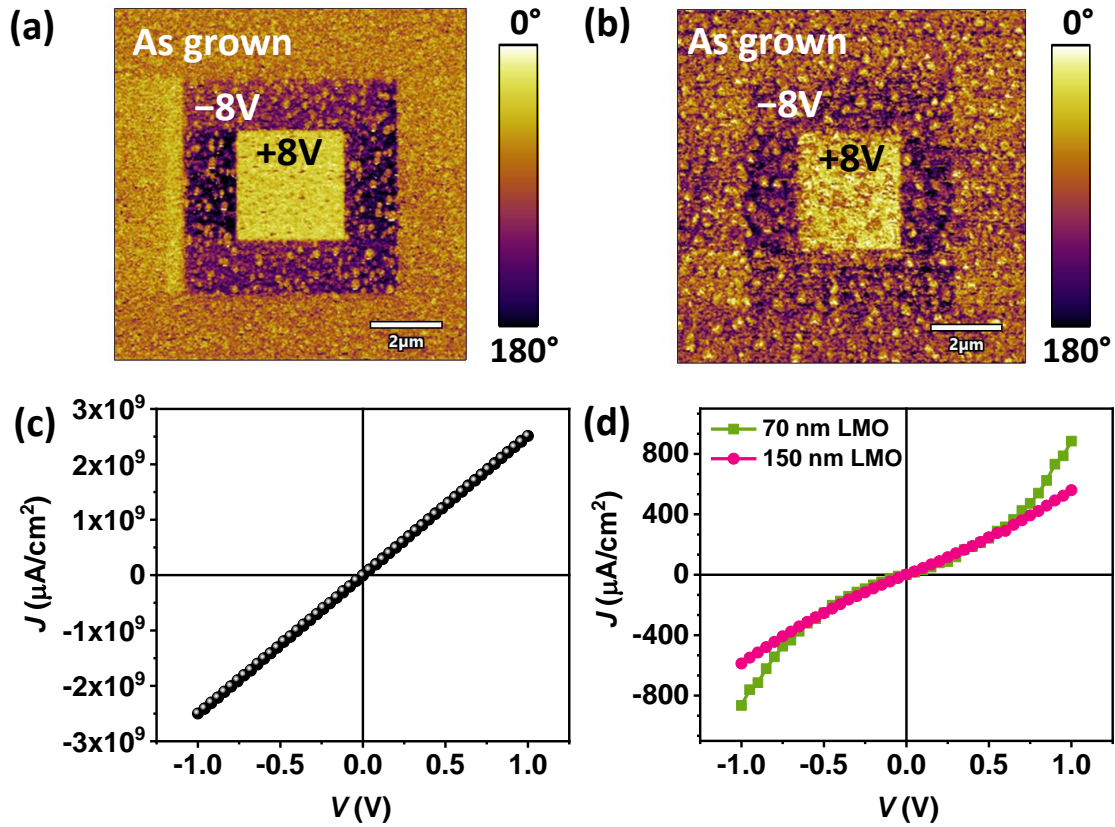 (a)
As grown
−8V
+8V
2µm
0°
180°
(b)
As grown
−8V
+8V
2µm
0°
180°
(c)
3x10⁹
2x10⁹
1x10⁹
0
-1x10⁹
-2x10⁹
-3x10⁹
J (µA/cm²)
-1.0 -0.5 0.0 0.5 1.0
V (V)
(d)
70 nm LMO
150 nm LMO
800
400
0
-400
-800
J (µA/cm²)
-1.0 -0.5 0.0 0.5 1.0
V (V)